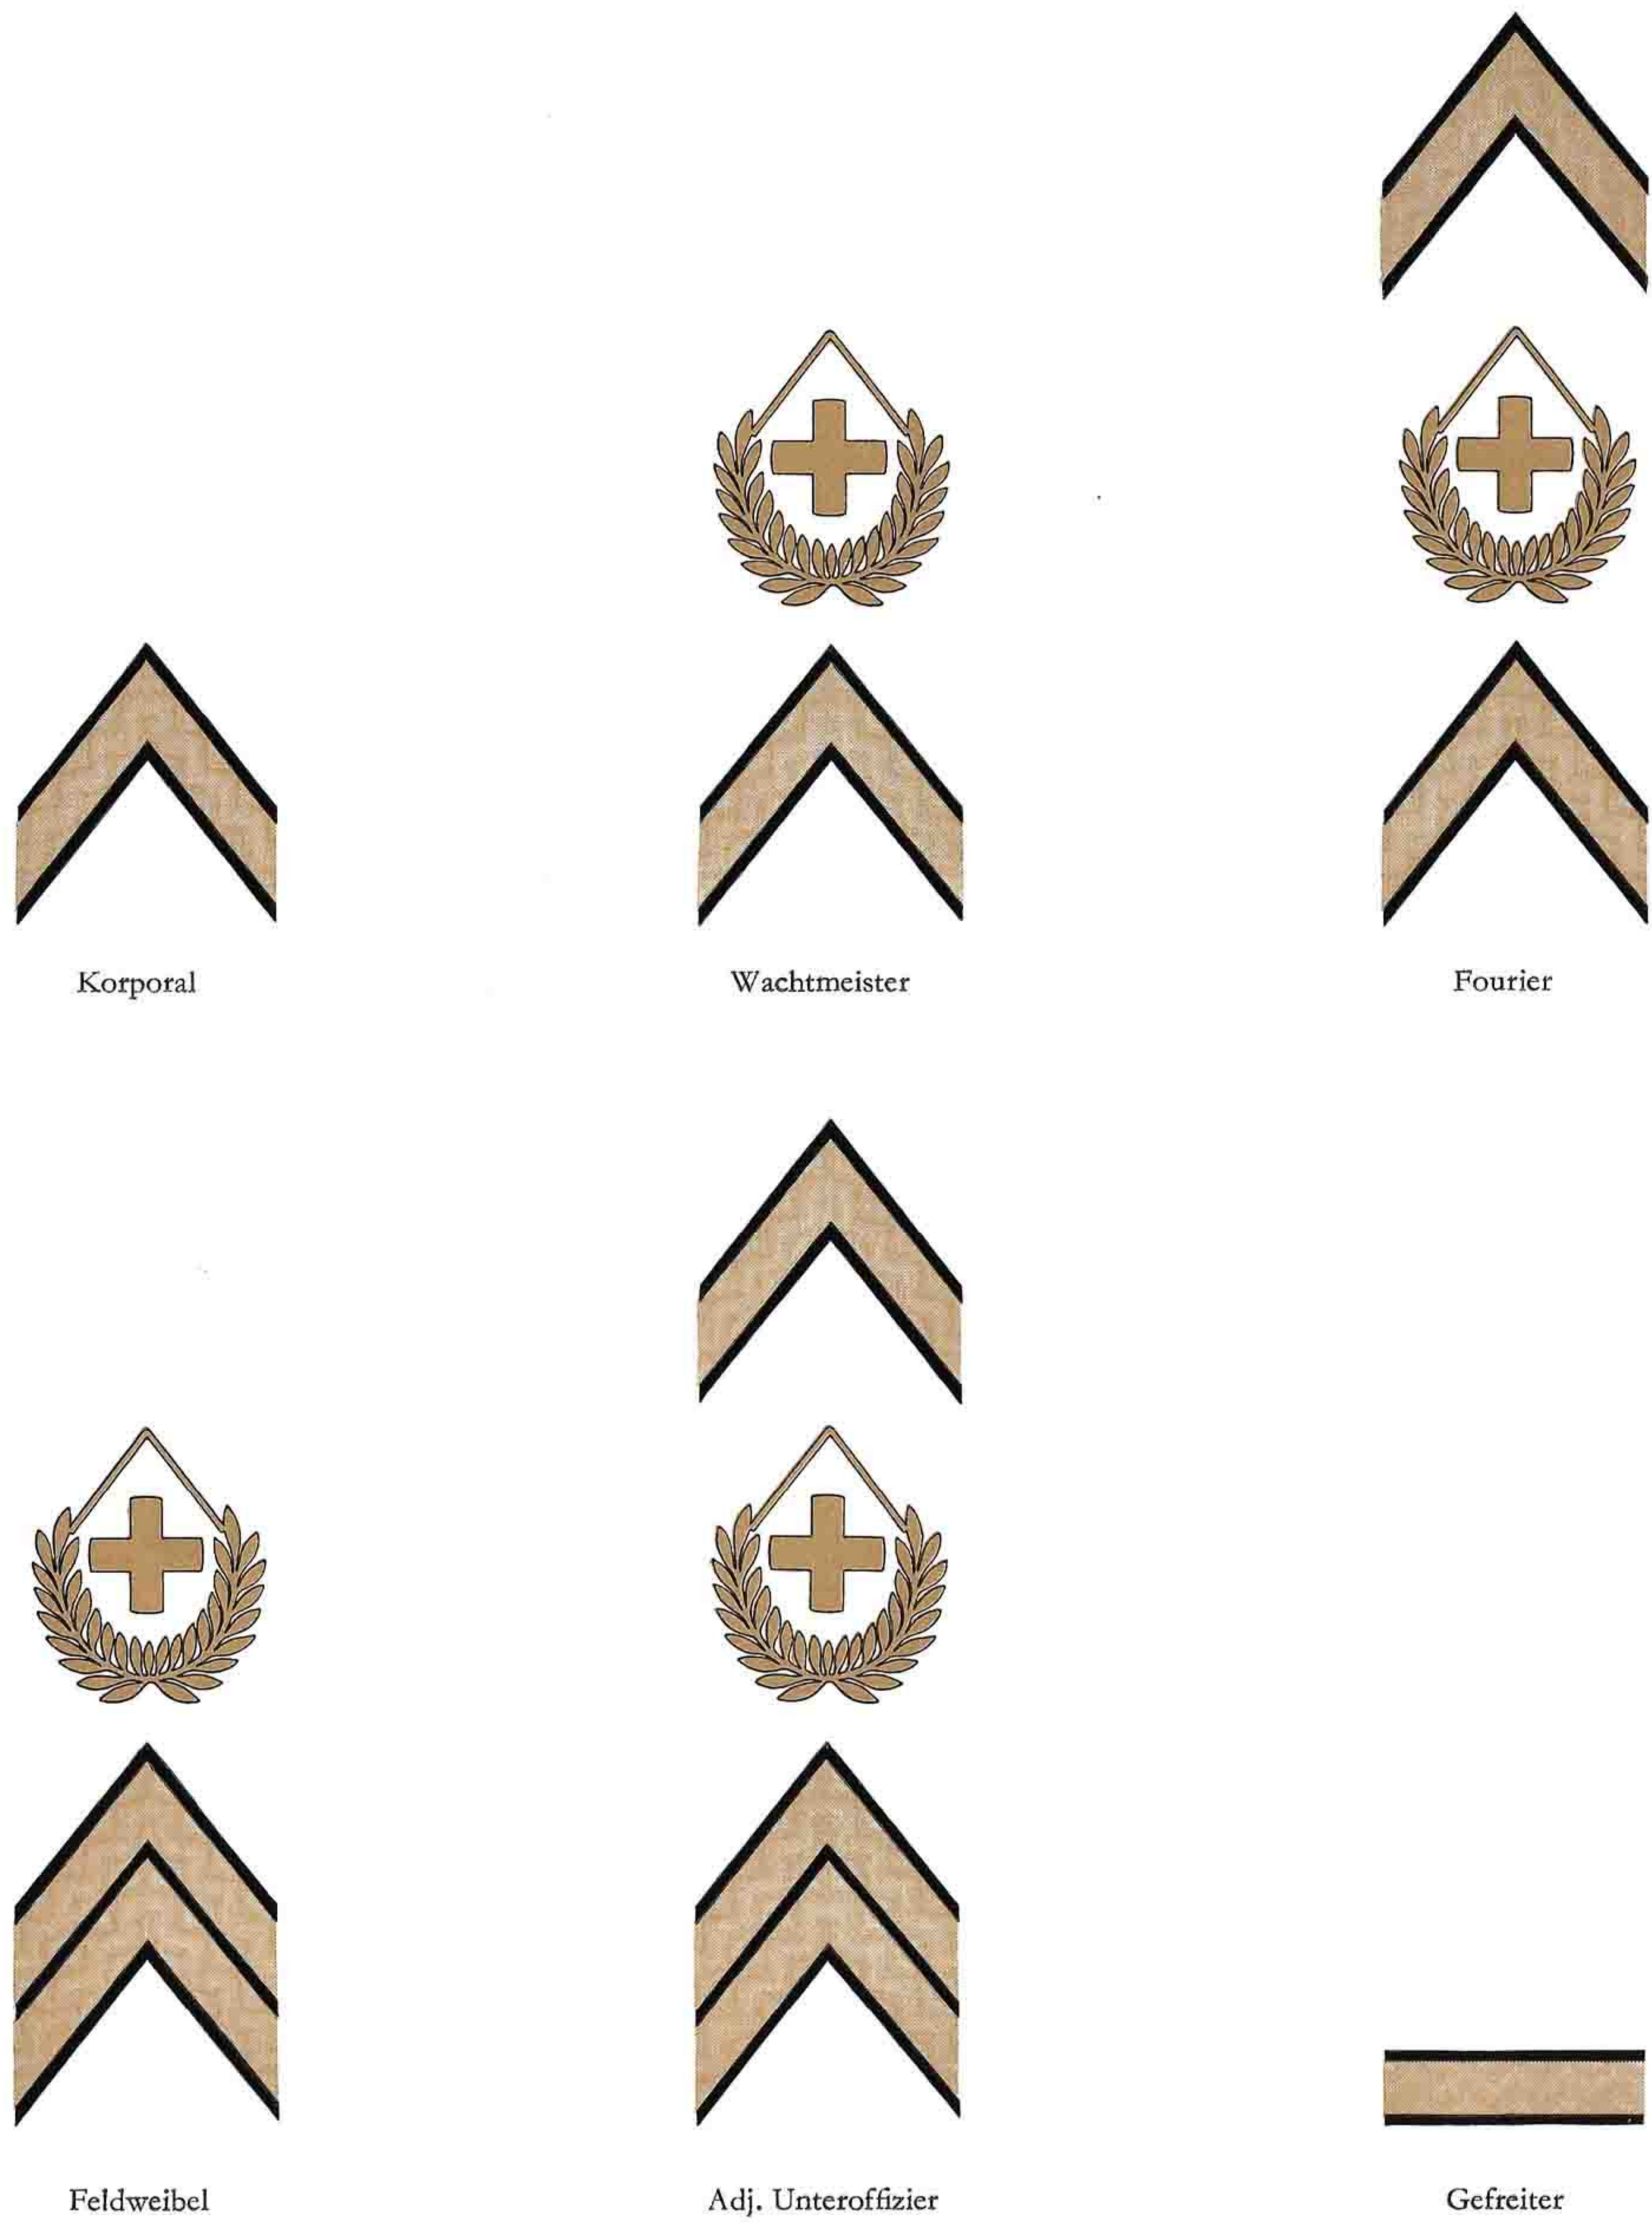 Korporal
Wachtmeister
Fourier
Feldweibel
Adj. Unteroffizier
Gefreiter